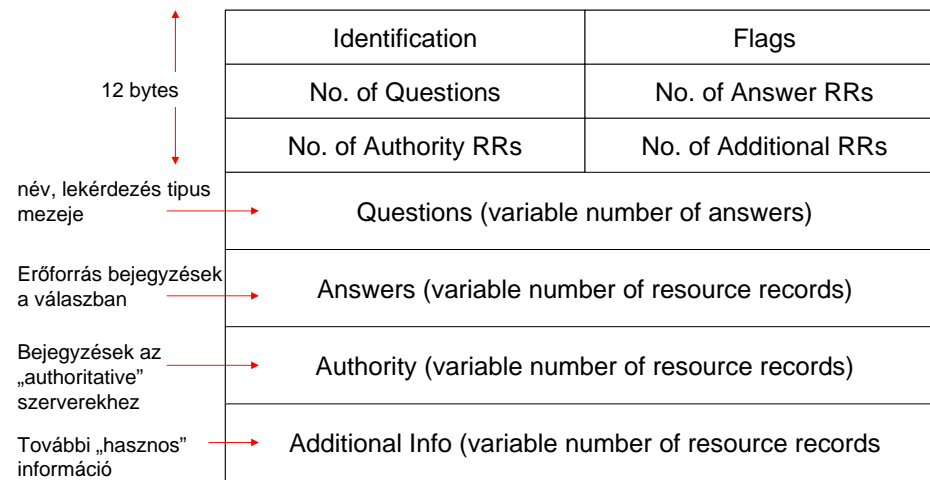 Identification
Flags
12 bytes
No. of Questions
No. of Answer RRs
No. of Authority RRs
No. of Additional RRs
név, lekérdezés tipus
mezeje
Questions (variable number of answers)
Erőforrás bejegyzések
a válaszban
Answers (variable number of resource records)
Bejegyzések az
„authoritative”
szerverekhez
Authority (variable number of resource records)
További „hasznos”
információ
Additional Info (variable number of resource records